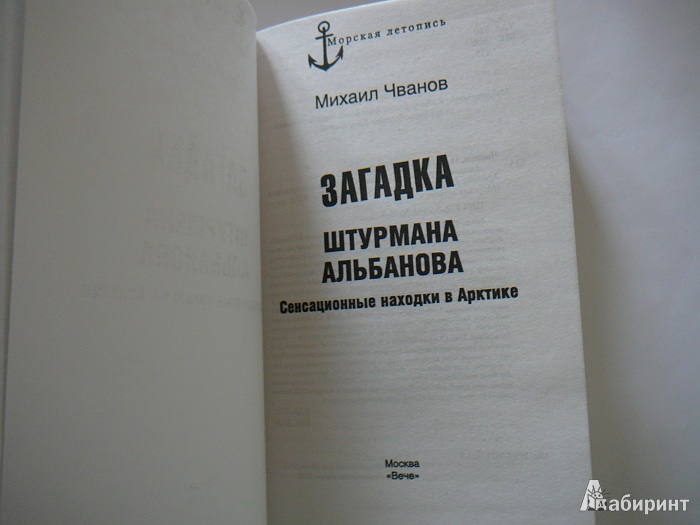 Морская летопись
Михаил Чванов
ЗАГАДКА
ШТУРМАНА
АЛЬБАНОВА
Сенсационные находки в Арктике
Москва
«Вече»
Лабиринт